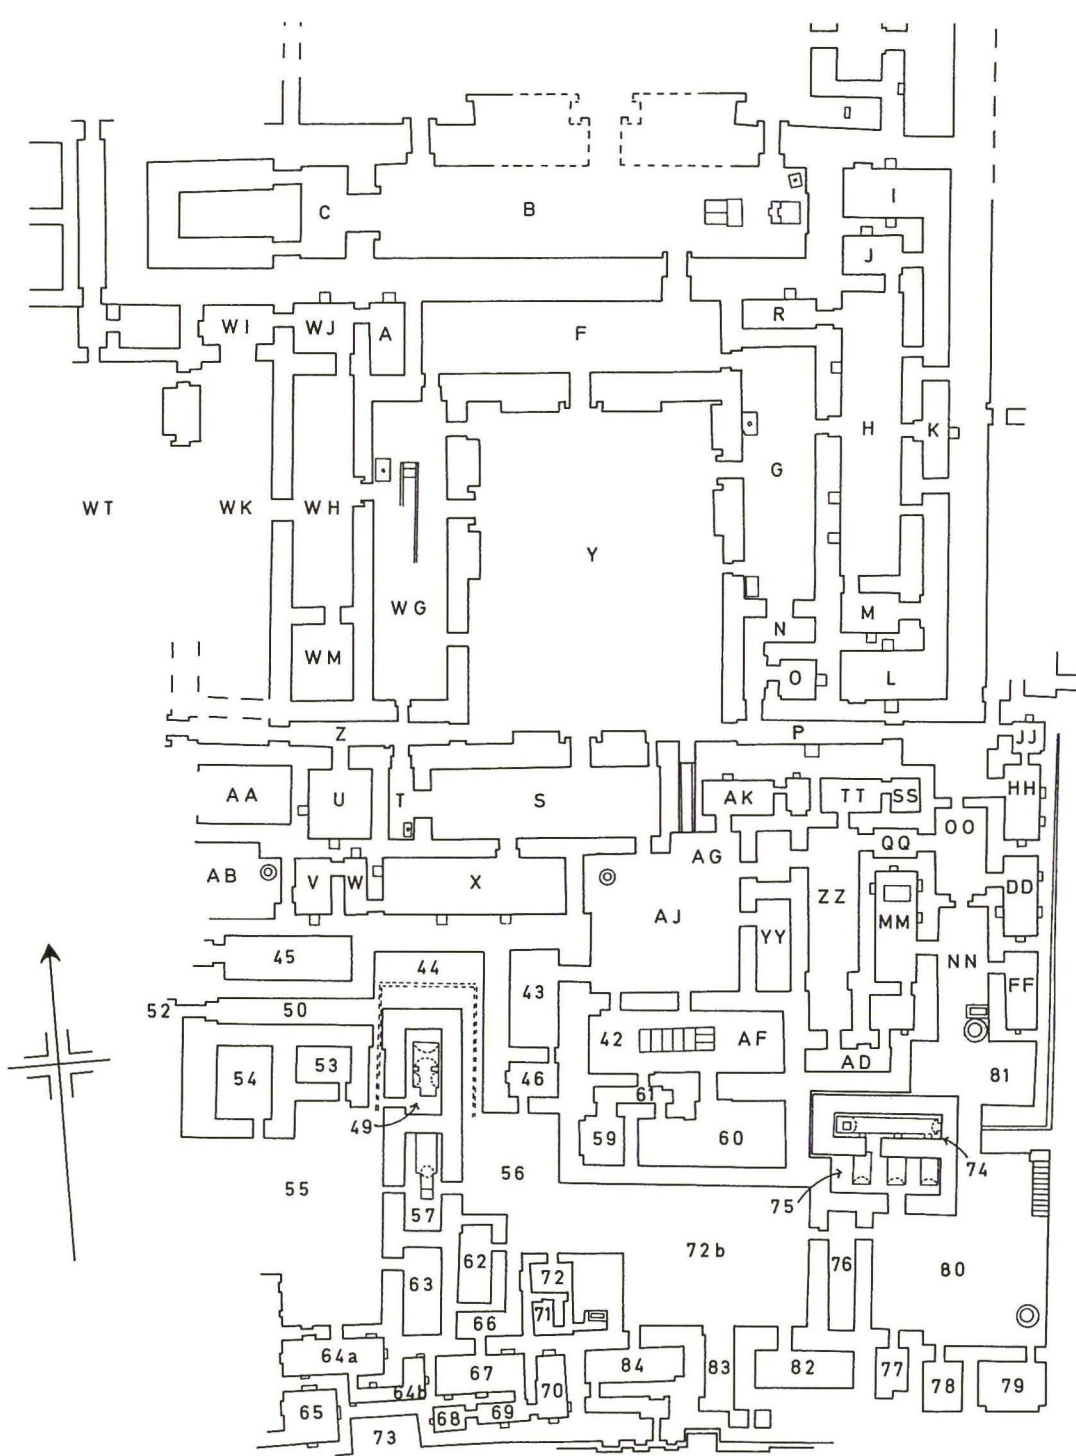 I
C
B
J
WI
WJ
A
F
R
H
K
G
WT
WK
WH
Y
WG
M
N
WM
O
L
Z
P
JJ
AA
U
T
S
AK
TT
SS
HH
OO
QQ
AG
AB
V
W
X
AJ
ZZ
YY
MM
DD
NN
FF
45
44
43
52
50
42
AF
AD
53
54
46
61
81
49
59
60
74
55
56
75
57
72b
62
76
63
72
80
71
66
64a
67
84
83
82
77
64b
70
78
79
65
68
69
73